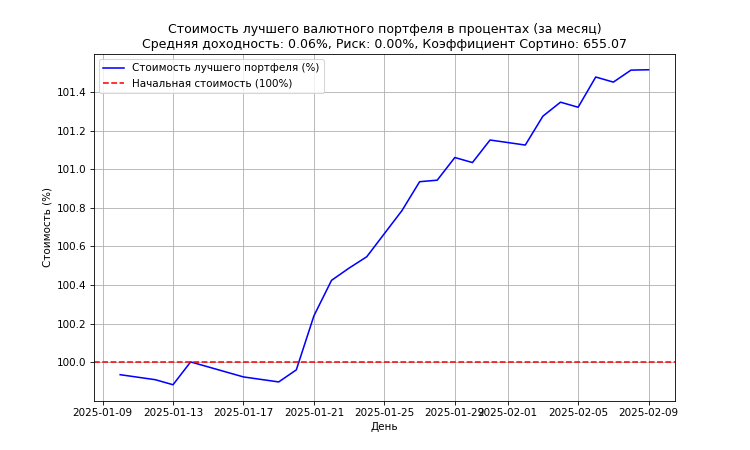 Стоимость лучшего валютного портфеля в процентах (за месяц)
Средняя доходность: 0.06%, Риск: 0.00%, Коэффициент Сортино: 655.07
Стоимость лучшего портфеля (%)
Начальная стоимость (100%)
Стоимость (%)
101.4
101.2
101.0
100.8
100.6
100.4
100.2
100.0
2025-01-09 2025-01-13 2025-01-17 2025-01-21 2025-01-25 2025-01-29 2025-02-01 2025-02-05 2025-02-09
День